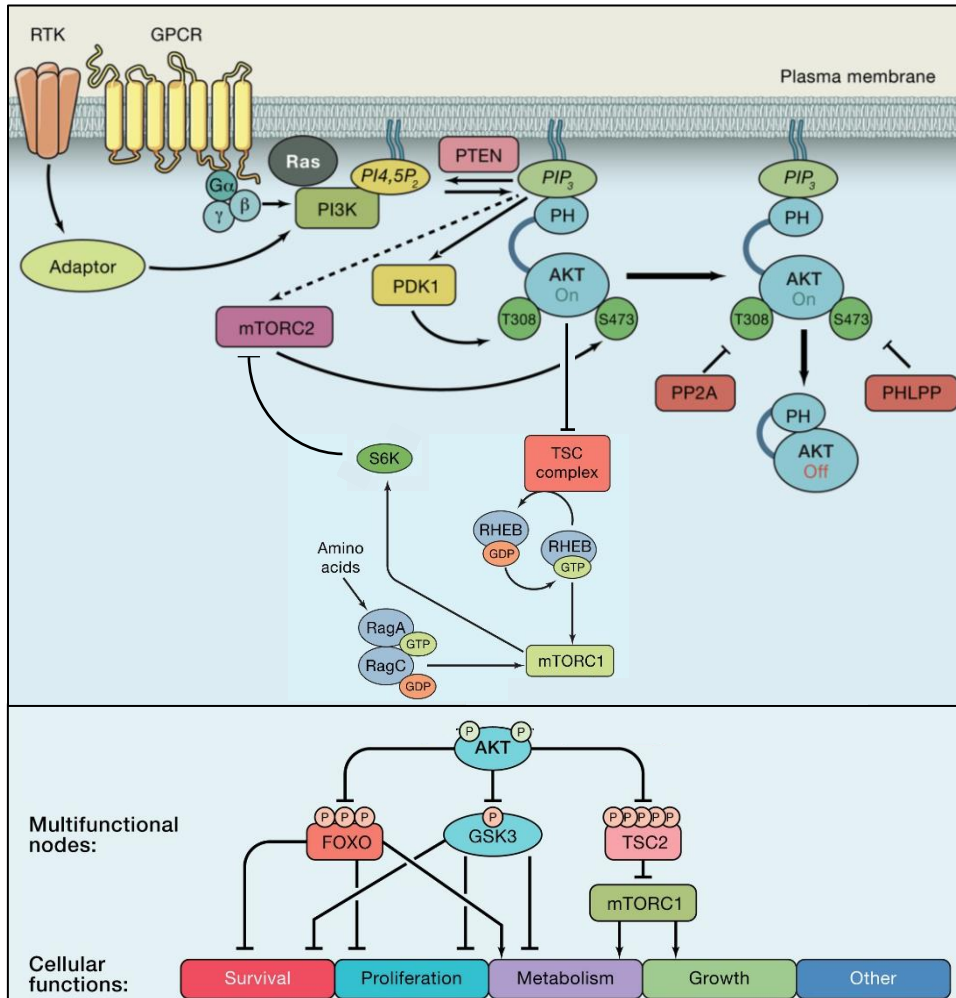 RTK
GPCR
Plasma membrane
Ras
PTEN
PI4,5P₂
PIP₃
PIP₃
Gα
β
γ
PI3K
PH
PH
Adaptor
PDK1
AKT
On
AKT
On
T308
S473
T308
S473
mTORC2
PP2A
PHLPP
PH
AKT
Off
S6K
TSC
complex
RHEB
GDP
RHEB
GTP
Amino
acids
RagA
GTP
RagC
GDP
mTORC1
P
P
AKT
Multifunctional
nodes:
P P P
FOXO
P
GSK3
P P P P P
TSC2
mTORC1
Cellular
functions:
Survival
Proliferation
Metabolism
Growth
Other